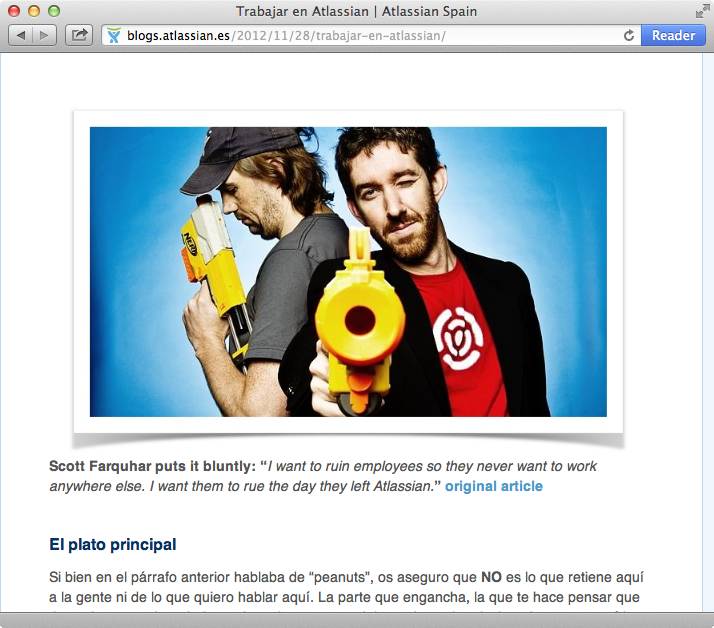 Trabajar en Atlassian | Atlassian Spain
blogs.atlassian.es/2012/11/28/trabajar-en-atlassian/
Reader
NERF
Scott Farquhar puts it bluntly: “I want to ruin employees so they never want to work
anywhere else. I want them to rue the day they left Atlassian.” original article
El plato principal
Si bien en el párrafo anterior hablaba de “peanuts”, os aseguro que NO es lo que retiene aquí
a la gente ni de lo que quiero hablar aquí. La parte que engancha, la que te hace pensar que